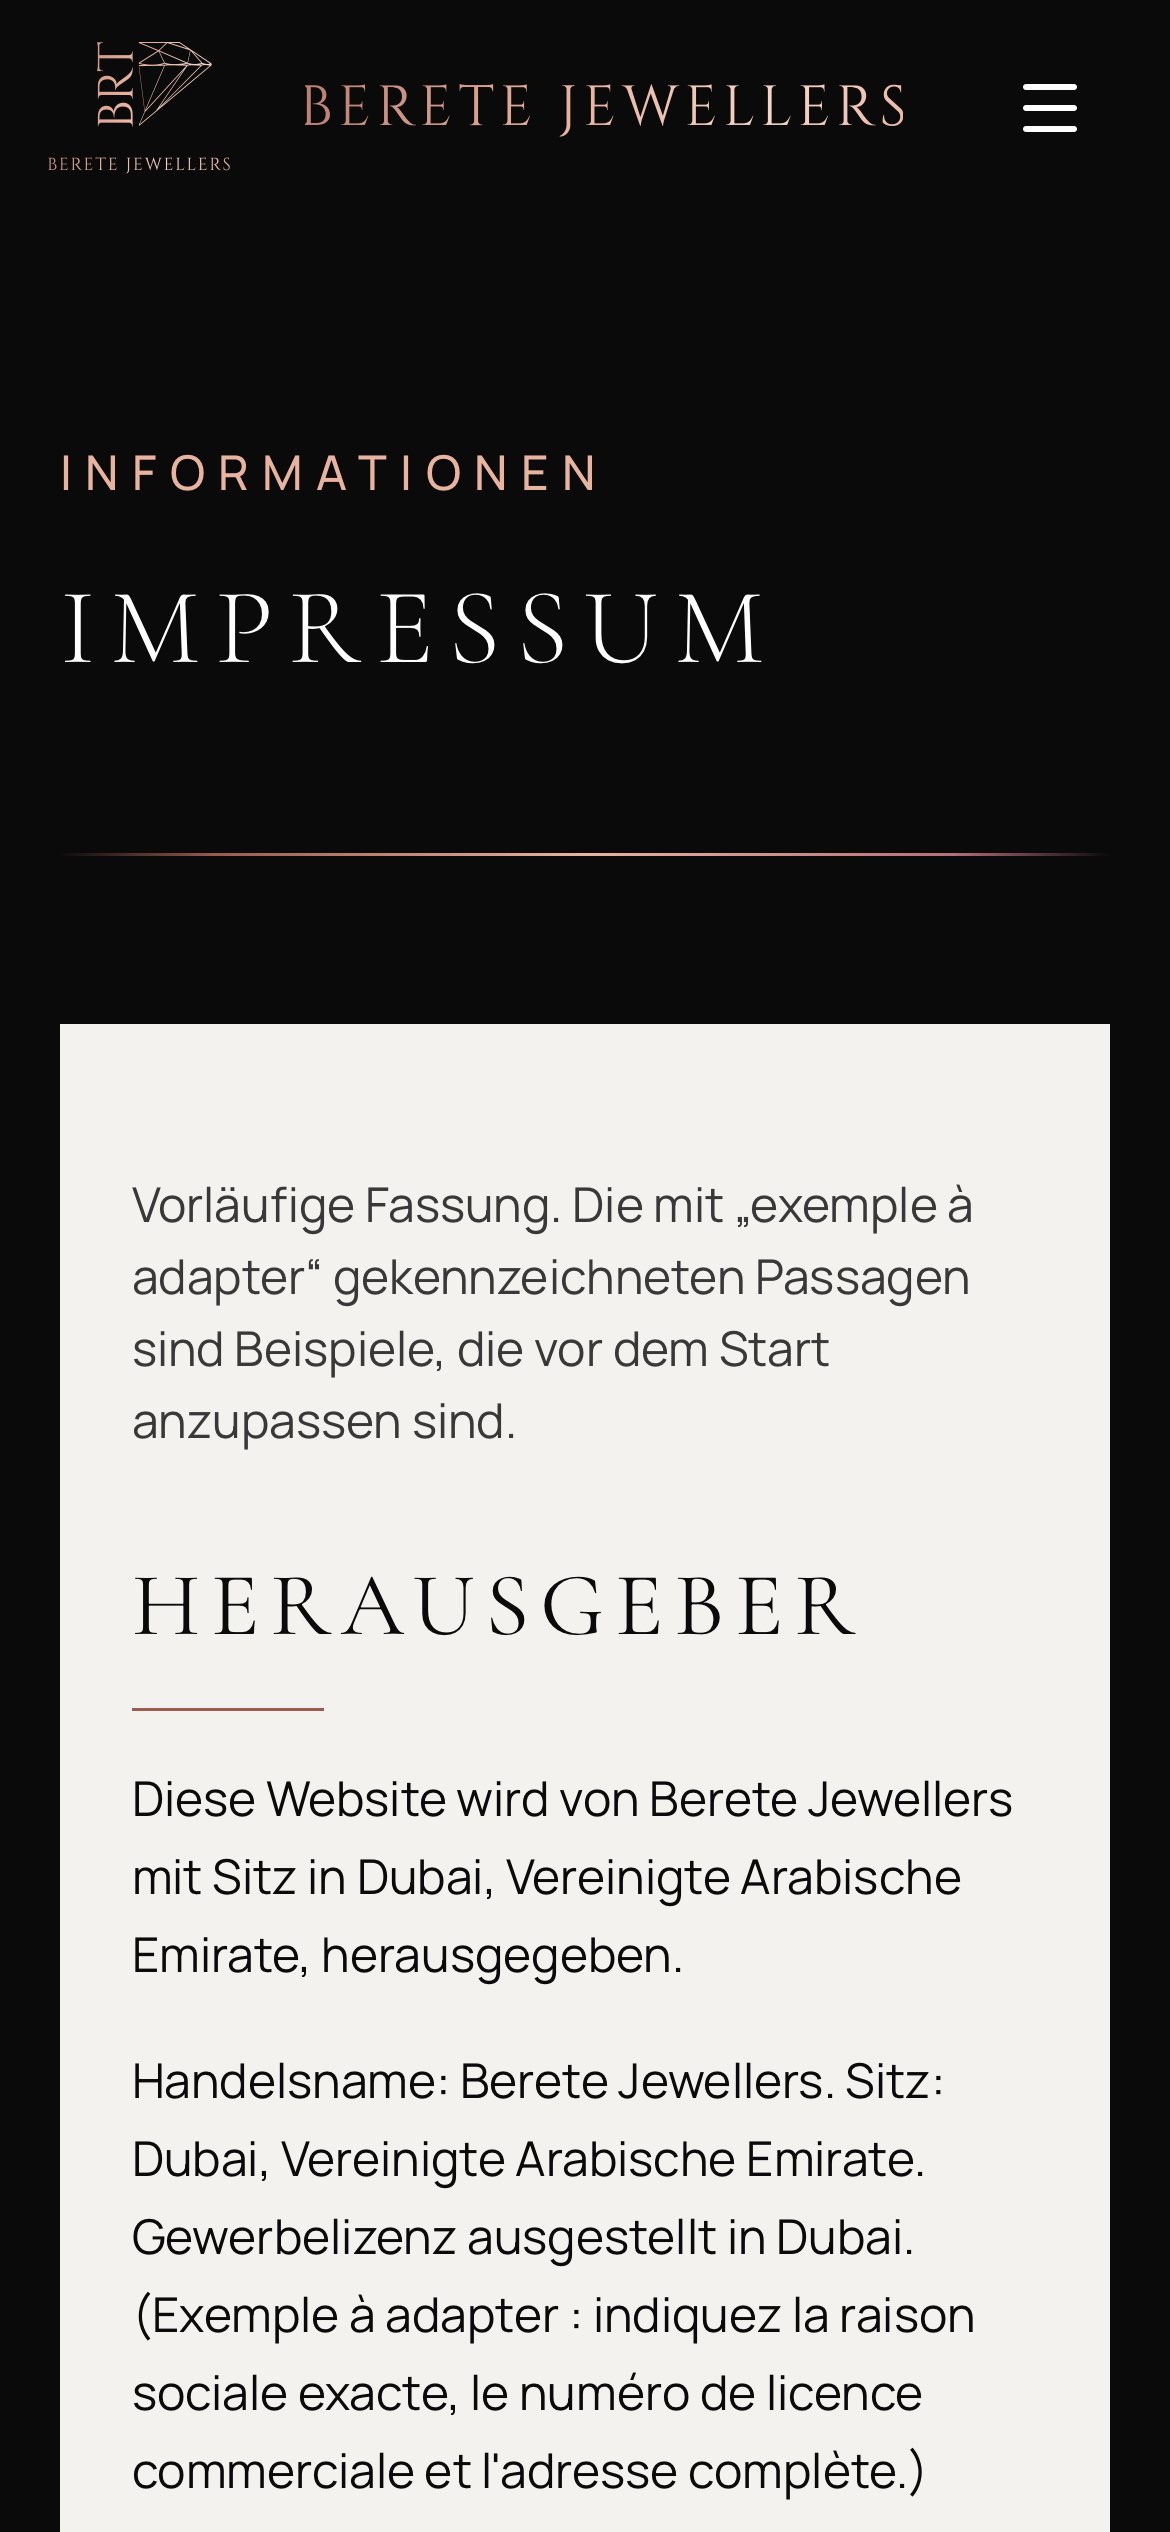 BRT
BERETE JEWELLERS
BERETE JEWELLERS
INFORMATIONEN
IMPRESSUM
Vorläufige Fassung. Die mit „exemple à
adapter“ gekennzeichneten Passagen
sind Beispiele, die vor dem Start
anzupassen sind.
HERAUSGEBER
Diese Website wird von Berete Jewellers
mit Sitz in Dubai, Vereinigte Arabische
Emirate, herausgegeben.
Handelsname: Berete Jewellers. Sitz:
Dubai, Vereinigte Arabische Emirate.
Gewerbelizenz ausgestellt in Dubai.
(Exemple à adapter : indiquez la raison
sociale exacte, le numéro de licence
commerciale et l'adresse complète.)